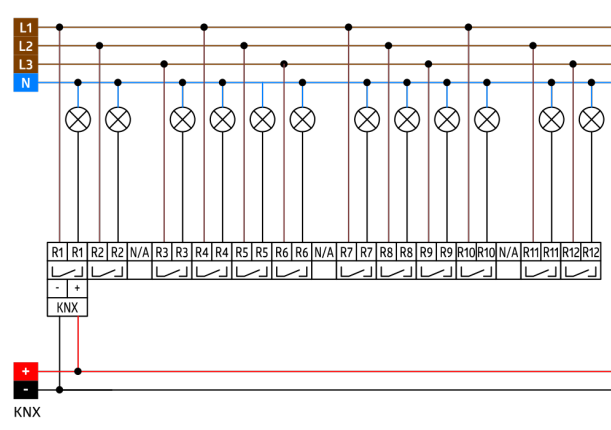 L1
L2
L3
N
R1 R1 R2 R2 N/A R3 R3 R4 R4 R5 R5 R6 R6 N/A R7 R7 R8 R8 R9 R9 R10 R10 N/A R11 R11 R12 R12
- +
KNX
+
-
KNX